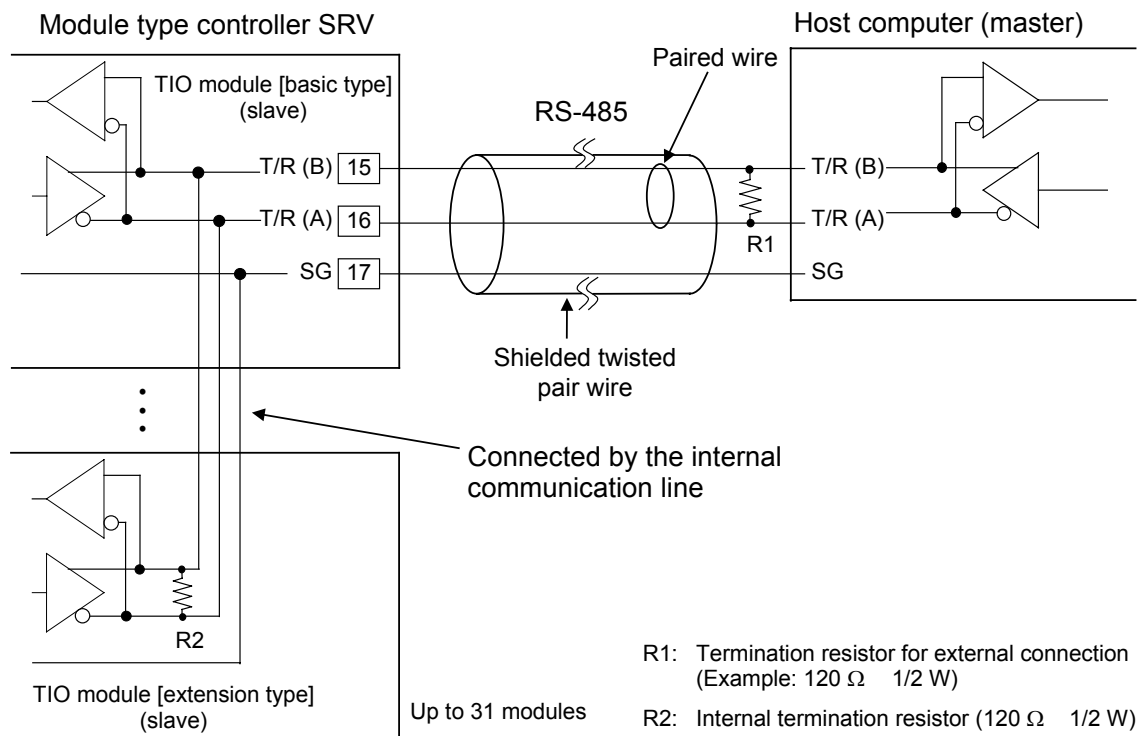 Module type controller SRV
Host computer (master)
Paired wire
TIO module [basic type]
(slave)
RS-485
T/R (B) 15
T/R (B)
T/R (A) 16
T/R (A)
R1
SG 17
SG
Shielded twisted
pair wire
Connected by the internal
communication line
R2
TIO module [extension type]
(slave)
Up to 31 modules
R1: Termination resistor for external connection
(Example: 120 Ω 1/2 W)
R2: Internal termination resistor (120 Ω 1/2 W)